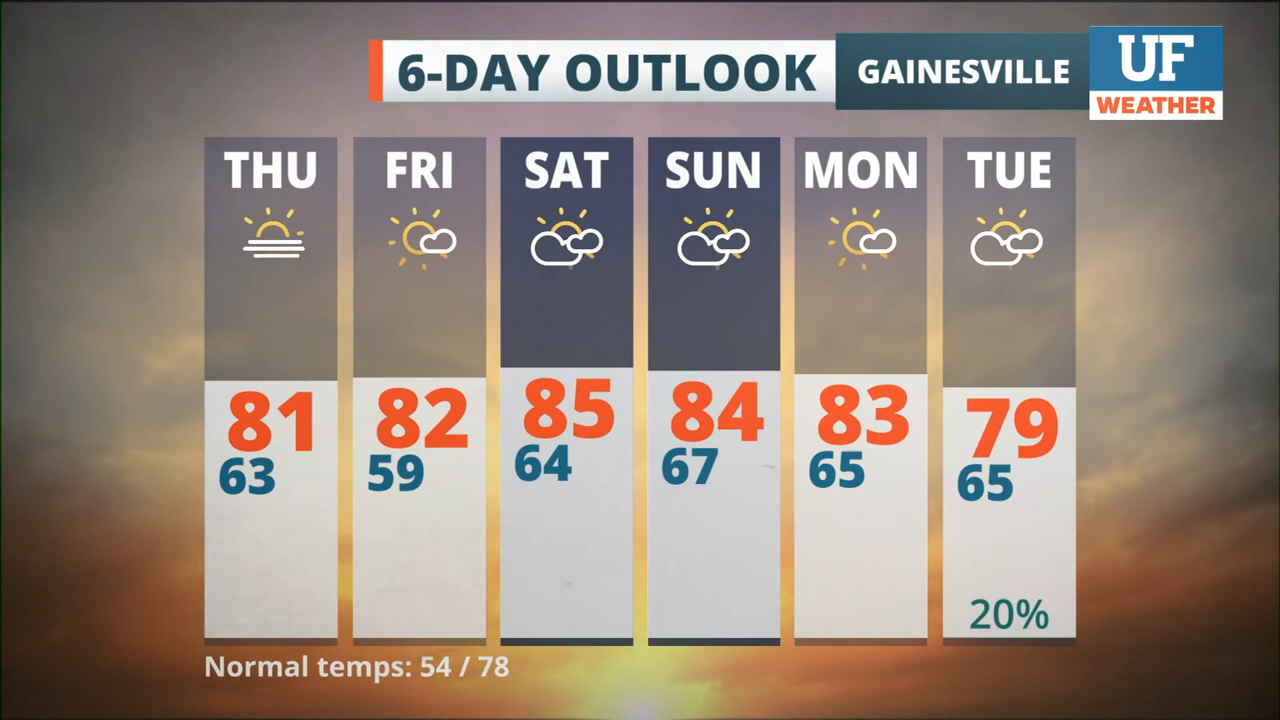 6-DAY OUTLOOK GAINESVILLE UF
WEATHER
THU FRI SAT SUN MON TUE
81 82 85 84 83 79
63 59 64 67 65 65
20%
Normal temps: 54 / 78